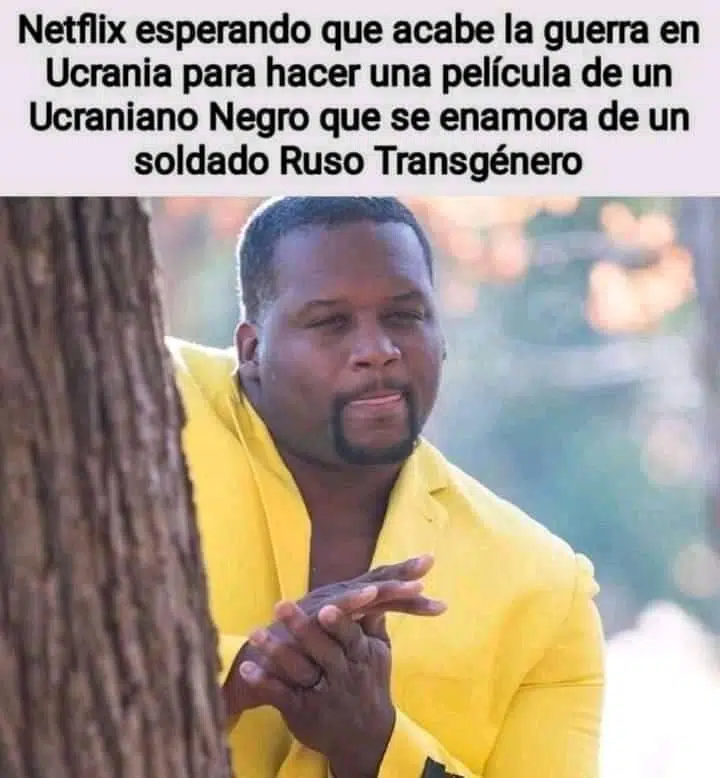 Netflix esperando que acabe la guerra en
Ucrania para hacer una película de un
Ucraniano Negro que se enamora de un
soldado Ruso Transgénero